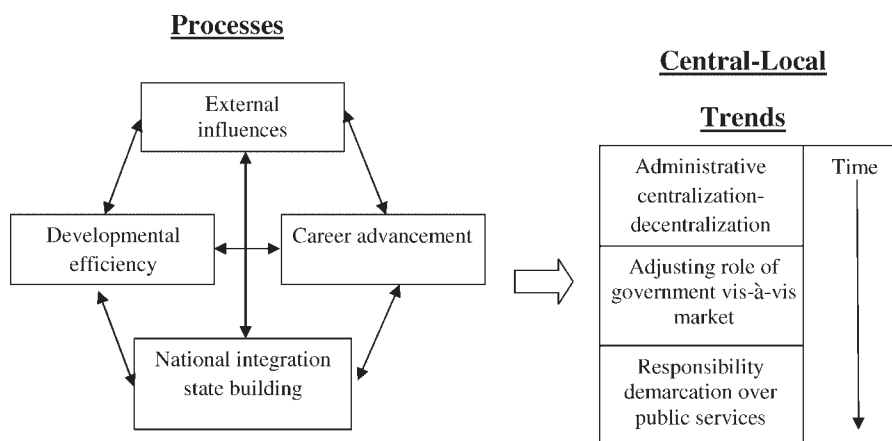 Processes
External
influences
Developmental
efficiency
Career advancement
National integration
state building
Central-Local
Trends
Administrative
centralization-
decentralization
Time
Adjusting role of
government vis-à-vis
market
Responsibility
demarcation over
public services